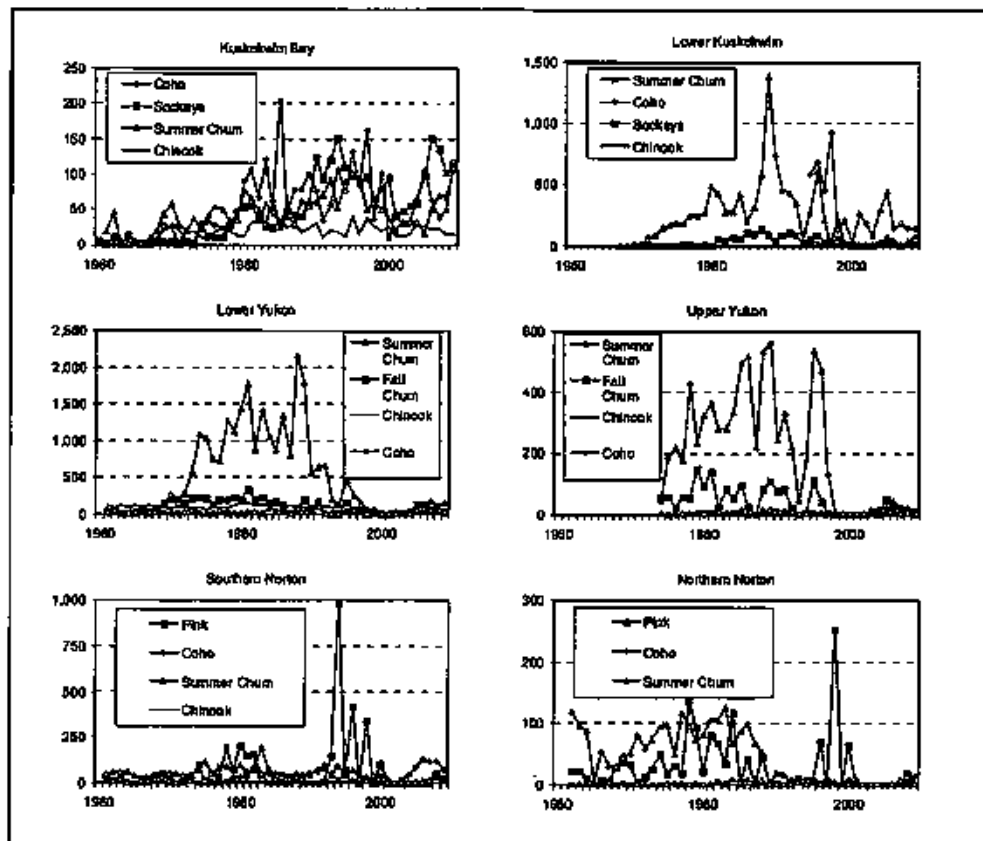 Kuskokwim Bay
250
200
150
100
50
0
1960
1980
2000
Coho
Sockeye
Summer Chum
Chinook
Lower Kuskokwim
1,500
1,000
500
0
1960
1980
2000
Summer Chum
Coho
Sockeye
Chinook
Lower Yukon
2,500
2,000
1,500
1,000
500
0
1960
1980
2000
Summer
Chum
Fall
Chum
Chinook
Coho
Upper Yukon
600
400
200
0
1960
1980
2000
Summer
Chum
Fall
Chum
Chinook
Coho
Southern Norton
1,000
750
500
250
0
1960
1980
2000
Pink
Coho
Summer Chum
Chinook
Northern Norton
300
200
100
0
1960
1980
2000
Pink
Coho
Summer Chum